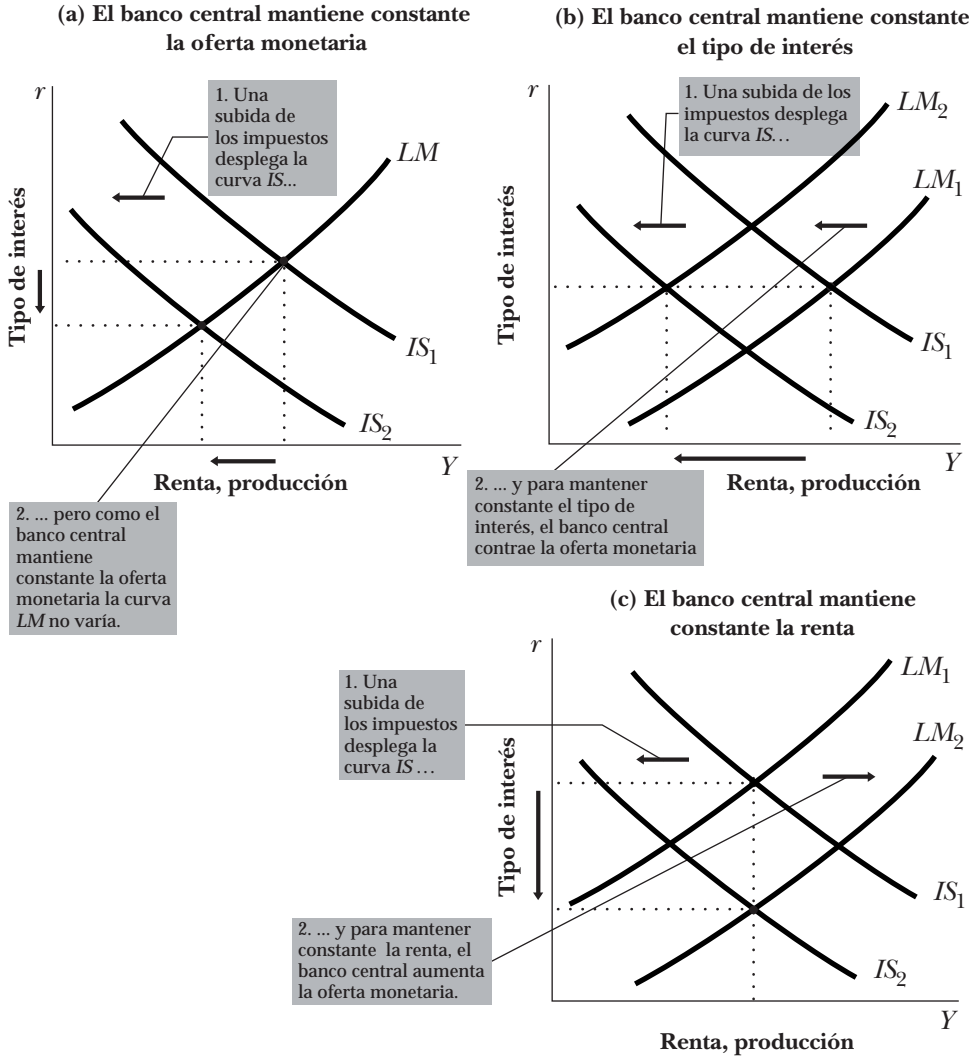 (a) El banco central mantiene constante
la oferta monetaria
r
1. Una
subida de
los impuestos
desplega la
curva IS...
LM
Tipo de interés
IS₁
IS₂
Y
Renta, producción
2. ... pero como el
banco central
mantiene
constante la oferta
monetaria la curva
LM no varía.
(b) El banco central mantiene constante
el tipo de interés
r
1. Una subida de los
impuestos desplega
la curva IS...
LM₂
LM₁
Tipo de interés
IS₁
IS₂
Y
Renta, producción
2. ... y para mantener
constante el tipo de
interés, el banco central
contrae la oferta monetaria
(c) El banco central mantiene
constante la renta
r
1. Una
subida de
los impuestos
desplega la
curva IS ...
LM₁
LM₂
Tipo de interés
IS₁
IS₂
2. ... y para mantener
constante la renta, el
banco central aumenta
la oferta monetaria.
Y
Renta, producción